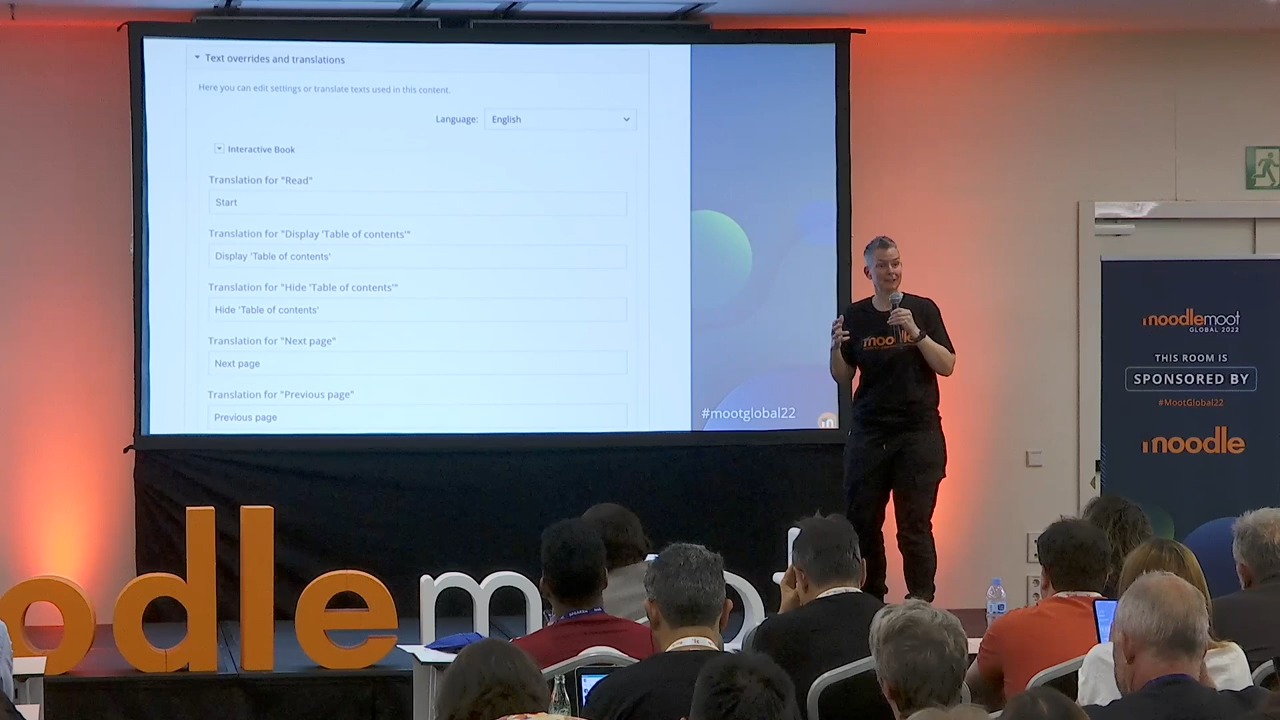 Text overrides and translations
Here you can edit settings or translate texts used in this content.
Language: English
Interactive Book
Translation for "Read"
Start
Translation for "Display 'Table of contents'"
Display 'Table of contents'
Translation for "Hide 'Table of contents'"
Hide 'Table of contents'
Translation for "Next page"
Next page
Translation for "Previous page"
Previous page
#mootglobal22
moodle
moodlemoot
GLOBAL 2022
THIS ROOM IS
SPONSORED BY
#MootGlobal22
moodle
odle